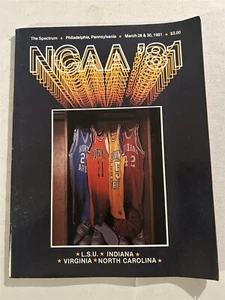 The Spectrum ★ Philadelphia, Pennsylvania ★ March 28 & 30, 1981 ★ $3.00
NCAA '81
★ L.S.U. ★ INDIANA
★ VIRGINIA ★ NORTH CAROLINA ★